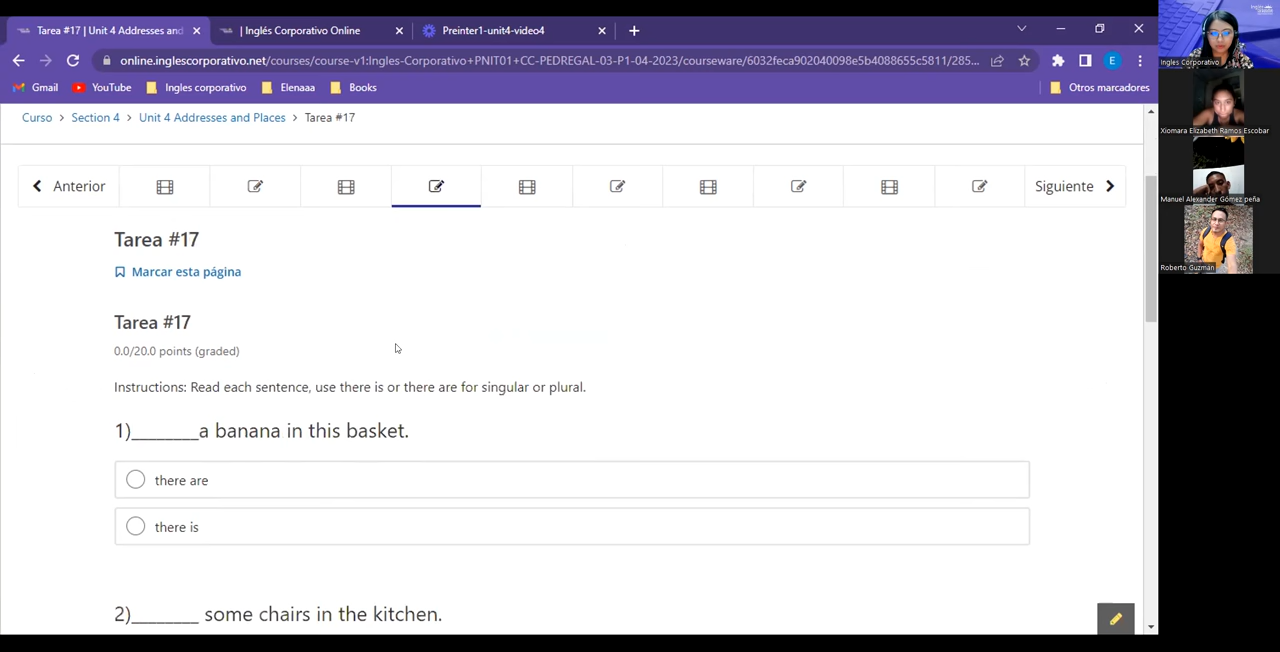 Tarea #17 | Unit 4 Addresses and
| Inglés Corporativo Online
Preinter1-unit4-video4
online.inglescorporativo.net/courses/course-v1:Ingles-Corporativo+PNIT01+CC-PEDREGAL-03-P1-04-2023/courseware/6032feca902040098e5b4088655c5811/285...
E
Gmail
YouTube
Ingles corporativo
Elenaaa
Books
Otros marcadores
Curso > Section 4 > Unit 4 Addresses and Places > Tarea #17
Anterior
Siguiente
Tarea #17
Marcar esta página
Tarea #17
0.0/20.0 points (graded)
Instructions: Read each sentence, use there is or there are for singular or plural.
1)________a banana in this basket.
there are
there is
2)________ some chairs in the kitchen.
Ingles Corporativo
Xiomara Elizabeth Ramos Escobar
Manuel Alexander Gómez peña
Roberto Guzmán